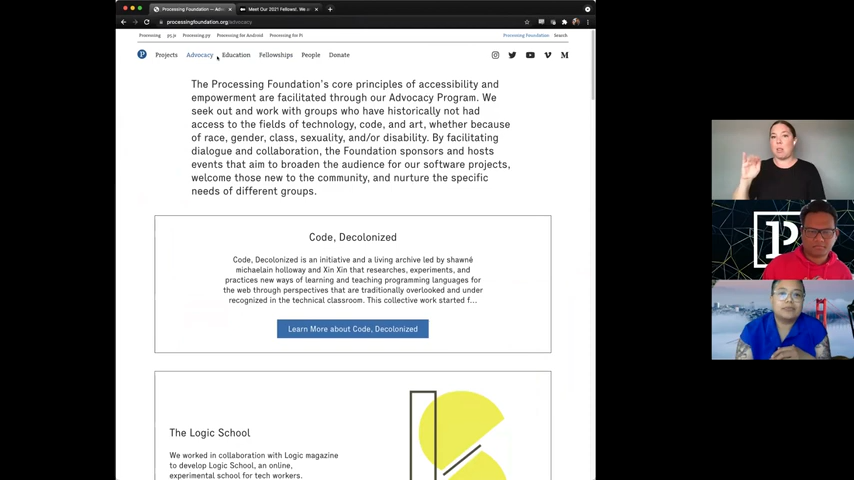 Processing Foundation — Adv
Meet Our 2021 Fellows!. We a
processingfoundation.org/advocacy
Processing p5.js Processing.py Processing for Android Processing for Pi Processing Foundation Search
Projects Advocacy Education Fellowships People Donate
The Processing Foundation's core principles of accessibility and
empowerment are facilitated through our Advocacy Program. We
seek out and work with groups who have historically not had
access to the fields of technology, code, and art, whether because
of race, gender, class, sexuality, and/or disability. By facilitating
dialogue and collaboration, the Foundation sponsors and hosts
events that aim to broaden the audience for our software projects,
welcome those new to the community, and nurture the specific
needs of different groups.
Code, Decolonized
Code, Decolonized is an initiative and a living archive led by shawné
michaelain holloway and Xin Xin that researches, experiments, and
practices new ways of learning and teaching programming languages for
the web through perspectives that are traditionally overlooked and under
recognized in the technical classroom. This collective work started f...
Learn More about Code, Decolonized
The Logic School
We worked in collaboration with Logic magazine
to develop Logic School, an online,
experimental school for tech workers.